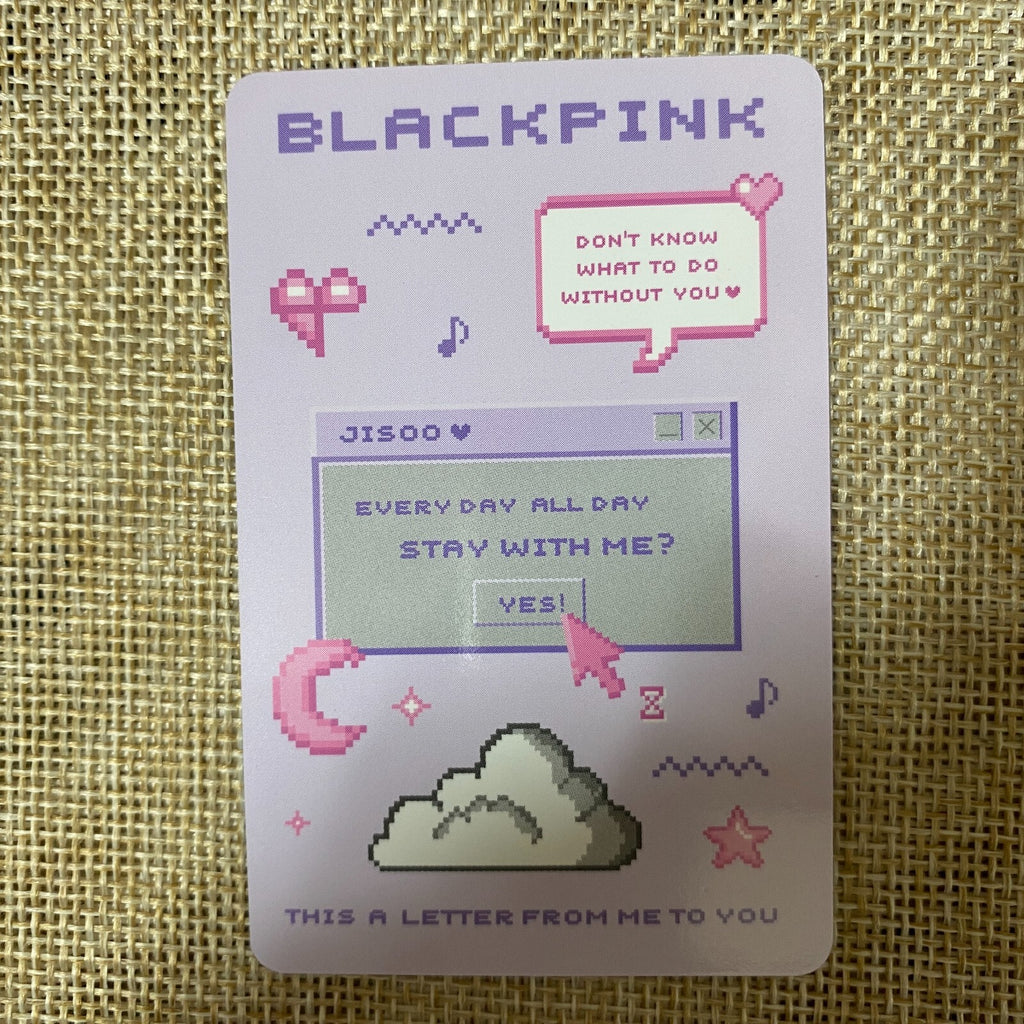 BLACKPINK
DON'T KNOW
WHAT TO DO
WITHOUT YOU♥
JISOO ♥
EVERY DAY ALL DAY
STAY WITH ME?
YES!
THIS A LETTER FROM ME TO YOU